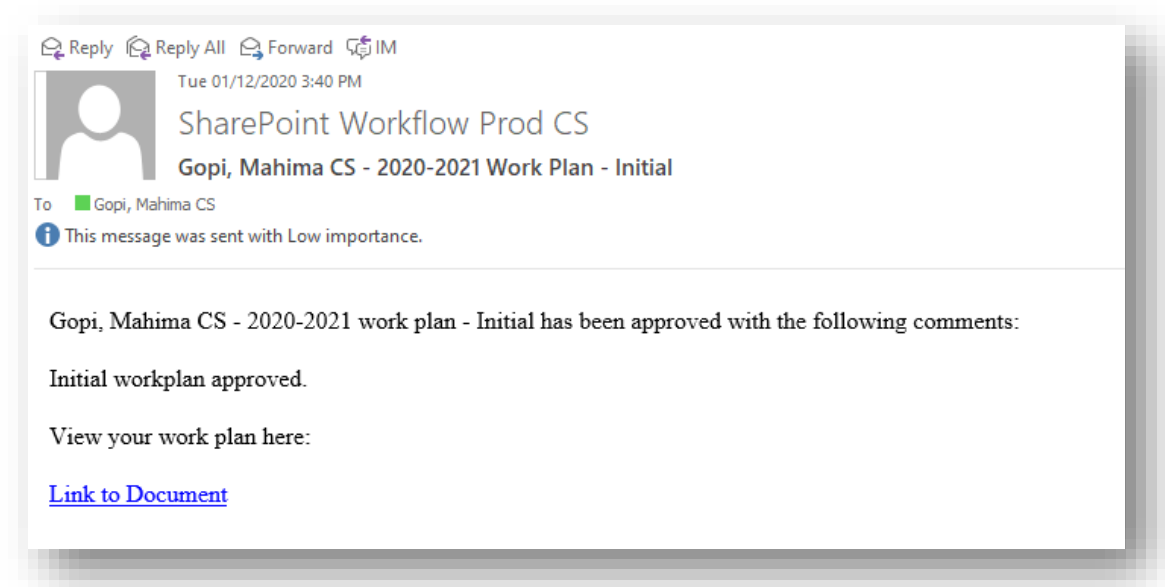 Reply Reply All Forward IM
Tue 01/12/2020 3:40 PM
SharePoint Workflow Prod CS
Gopi, Mahima CS - 2020-2021 Work Plan - Initial
To Gopi, Mahima CS
This message was sent with Low importance.
Gopi, Mahima CS - 2020-2021 work plan - Initial has been approved with the following comments:
Initial workplan approved.
View your work plan here:
Link to Document